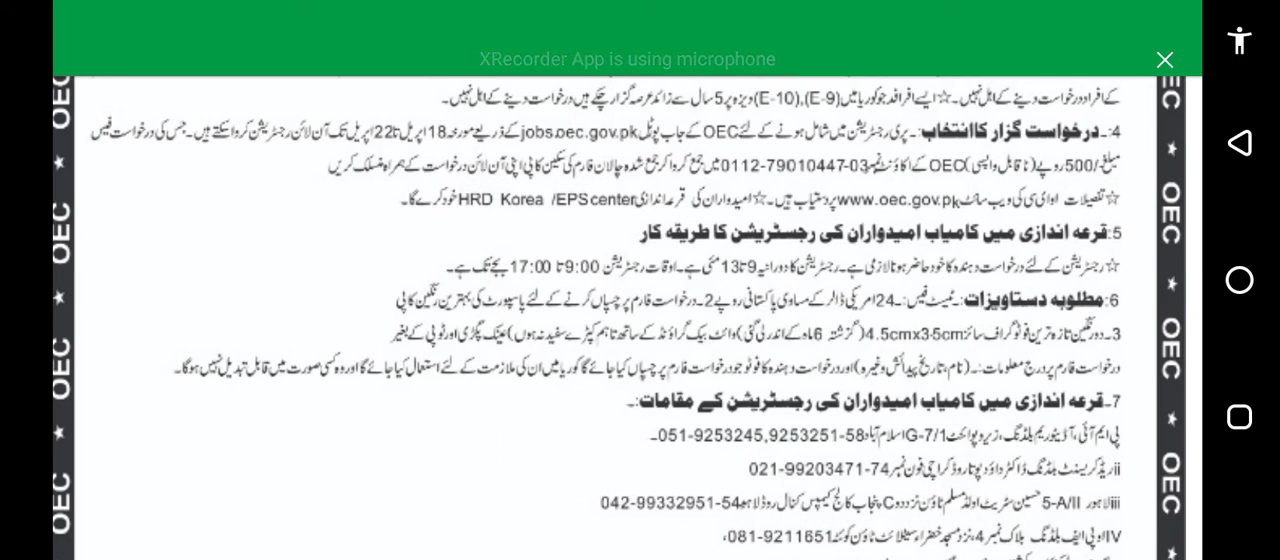 XRecorder App is using microphone
کے افراد درخواست دینے کے اہل نہیں۔ ☆ ایسے افراد جو کوریا میں (E-9)،(E-10) ویزہ پر 5 سال سے زائد عرصہ گزار چکے ہیں درخواست دینے کے اہل نہیں۔
4:۔ درخواست گزار کا انتخاب:۔ پری رجسٹریشن میں شامل ہونے کے لئے OEC کے جاب پورٹل jobs.oec.gov.pk کے ذریعے مورخہ 18 اپریل تا 22 اپریل تک آن لائن رجسٹریشن کروا سکتے ہیں۔ جس کی درخواست فیس
مبلغ -/500 روپے (نا قابل واپسی) OEC کے اکاؤنٹ نمبر 0112-79010447-03 میں جمع کروا کر جمع شدہ چالان فارم کی سکین کاپی اپنی آن لائن درخواست کے ہمراہ منسلک کریں
☆ تفصیلات او ای سی کی ویب سائٹ www.oec.gov.pk پر دستیاب ہیں۔ ☆ امیدواران کی قرعہ اندازی HRD Korea /EPS center خود کرے گا۔
5: قرعہ اندازی میں کامیاب امیدواران کی رجسٹریشن کا طریقہ کار
☆ رجسٹریشن کے لئے درخواست دہندہ کا خود حاضر ہونا لازمی ہے۔ رجسٹریشن کا دورانیہ 9 تا 13 مئی ہے۔ اوقات رجسٹریشن 9:00 تا 17:00 بجے تک ہے۔
6: مطلوبہ دستاویزات:۔ ٹیسٹ فیس:۔ 24 امریکی ڈالر کے مساوی پاکستانی روپے 2۔ درخواست فارم پر چسپاں کرنے کے لئے پاسپورٹ کی بہترین رنگین کاپی
3۔ دو رنگین تازہ ترین فوٹو گراف سائز 4.5cmx3.5cm (گزشتہ 6 ماہ کے اندر لی گئی) وائٹ بیک گراؤنڈ کے ساتھ تاہم کپڑے سفید نہ ہوں) عینک پگڑی اور ٹوپی کے بغیر
درخواست فارم پر درج معلومات:۔ (نام، تاریخ پیدائش وغیرہ) اور درخواست دہندہ کا فوٹو جو درخواست فارم پر چسپاں کیا جائے گا کوریا میں ان کی ملازمت کے لئے استعمال کیا جائے گا اور وہ کسی صورت میں قابل تبدیل نہیں ہوگا۔
7۔ قرعہ اندازی میں کامیاب امیدواران کی رجسٹریشن کے مقامات:۔
پی ایم آئی، آڈیٹوریم بلڈنگ، زیرو پوائنٹ G-7/1 اسلام آباد 051-9253245,9253251-58۔
ii ریڈ کریسنٹ بلڈنگ ڈاکٹر داؤد پوتا روڈ کراچی فون نمبر 021-99203471-74
iii لاہور 5-A/II حسین سٹریٹ اولڈ مسلم ٹاؤن نزد دو C پنجاب کالج کیمپس کنال روڈ لاہور 042-99332951-54
IV او پی ایف بلڈنگ بلاک نمبر 4، نزد مسجد خضراء، سیٹلائٹ ٹاؤن کوئٹہ 081-9211651،
OEC
OEC
OEC
OEC
EC
OEC
OEC
OEC